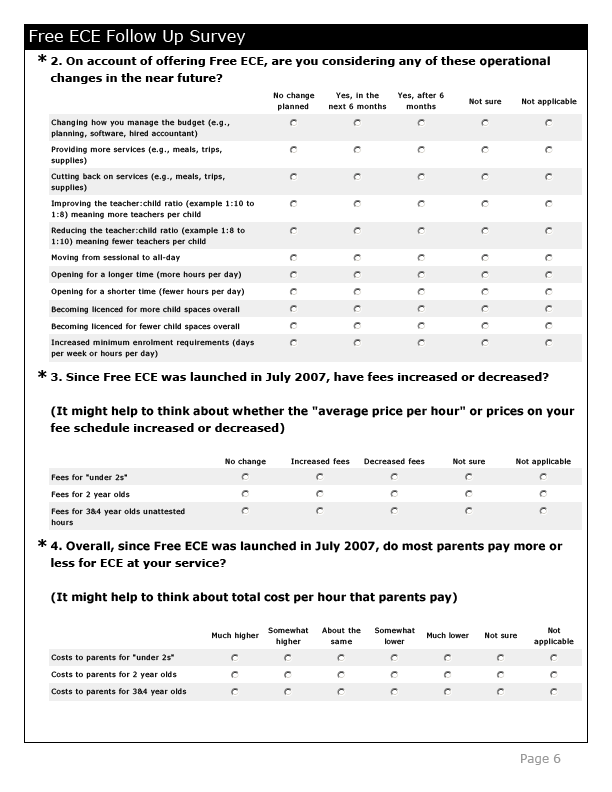 Free ECE Follow Up Survey
* 2. On account of offering Free ECE, are you considering any of these operational
changes in the near future?
No change planned  Yes, in the next 6 months  Yes, after 6 months  Not sure  Not applicable
Changing how you manage the budget (e.g.,
planning, software, hired accountant)
Providing more services (e.g., meals, trips,
supplies)
Cutting back on services (e.g., meals, trips,
supplies)
Improving the teacher:child ratio (example 1:10 to
1:8) meaning more teachers per child
Reducing the teacher:child ratio (example 1:8 to
1:10) meaning fewer teachers per child
Moving from sessional to all-day
Opening for a longer time (more hours per day)
Opening for a shorter time (fewer hours per day)
Becoming licenced for more child spaces overall
Becoming licenced for fewer child spaces overall
Increased minimum enrolment requirements (days
per week or hours per day)
* 3. Since Free ECE was launched in July 2007, have fees increased or decreased?
(It might help to think about whether the "average price per hour" or prices on your
fee schedule increased or decreased)
No change  Increased fees  Decreased fees  Not sure  Not applicable
Fees for "under 2s"
Fees for 2 year olds
Fees for 3&4 year olds unattested
hours
* 4. Overall, since Free ECE was launched in July 2007, do most parents pay more or
less for ECE at your service?
(It might help to think about total cost per hour that parents pay)
Much higher  Somewhat higher  About the same  Somewhat lower  Much lower  Not sure  Not applicable
Costs to parents for "under 2s"
Costs to parents for 2 year olds
Costs to parents for 3&4 year olds
Page 6